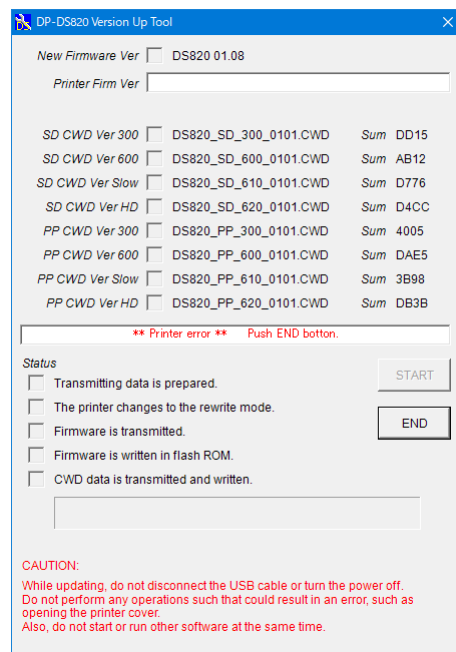 DP-DS820 Version Up Tool
New Firmware Ver DS820 01.08
Printer Firm Ver
SD CWD Ver 300 DS820_SD_300_0101.CWD Sum DD15
SD CWD Ver 600 DS820_SD_600_0101.CWD Sum AB12
SD CWD Ver Slow DS820_SD_610_0101.CWD Sum D776
SD CWD Ver HD DS820_SD_620_0101.CWD Sum D4CC
PP CWD Ver 300 DS820_PP_300_0101.CWD Sum 4005
PP CWD Ver 600 DS820_PP_600_0101.CWD Sum DAE5
PP CWD Ver Slow DS820_PP_610_0101.CWD Sum 3B98
PP CWD Ver HD DS820_PP_620_0101.CWD Sum DB3B
** Printer error ** Push END botton.
Status
Transmitting data is prepared.
START
The printer changes to the rewrite mode.
END
Firmware is transmitted.
Firmware is written in flash ROM.
CWD data is transmitted and written.
CAUTION:
While updating, do not disconnect the USB cable or turn the power off.
Do not perform any operations such that could result in an error, such as
opening the printer cover.
Also, do not start or run other software at the same time.